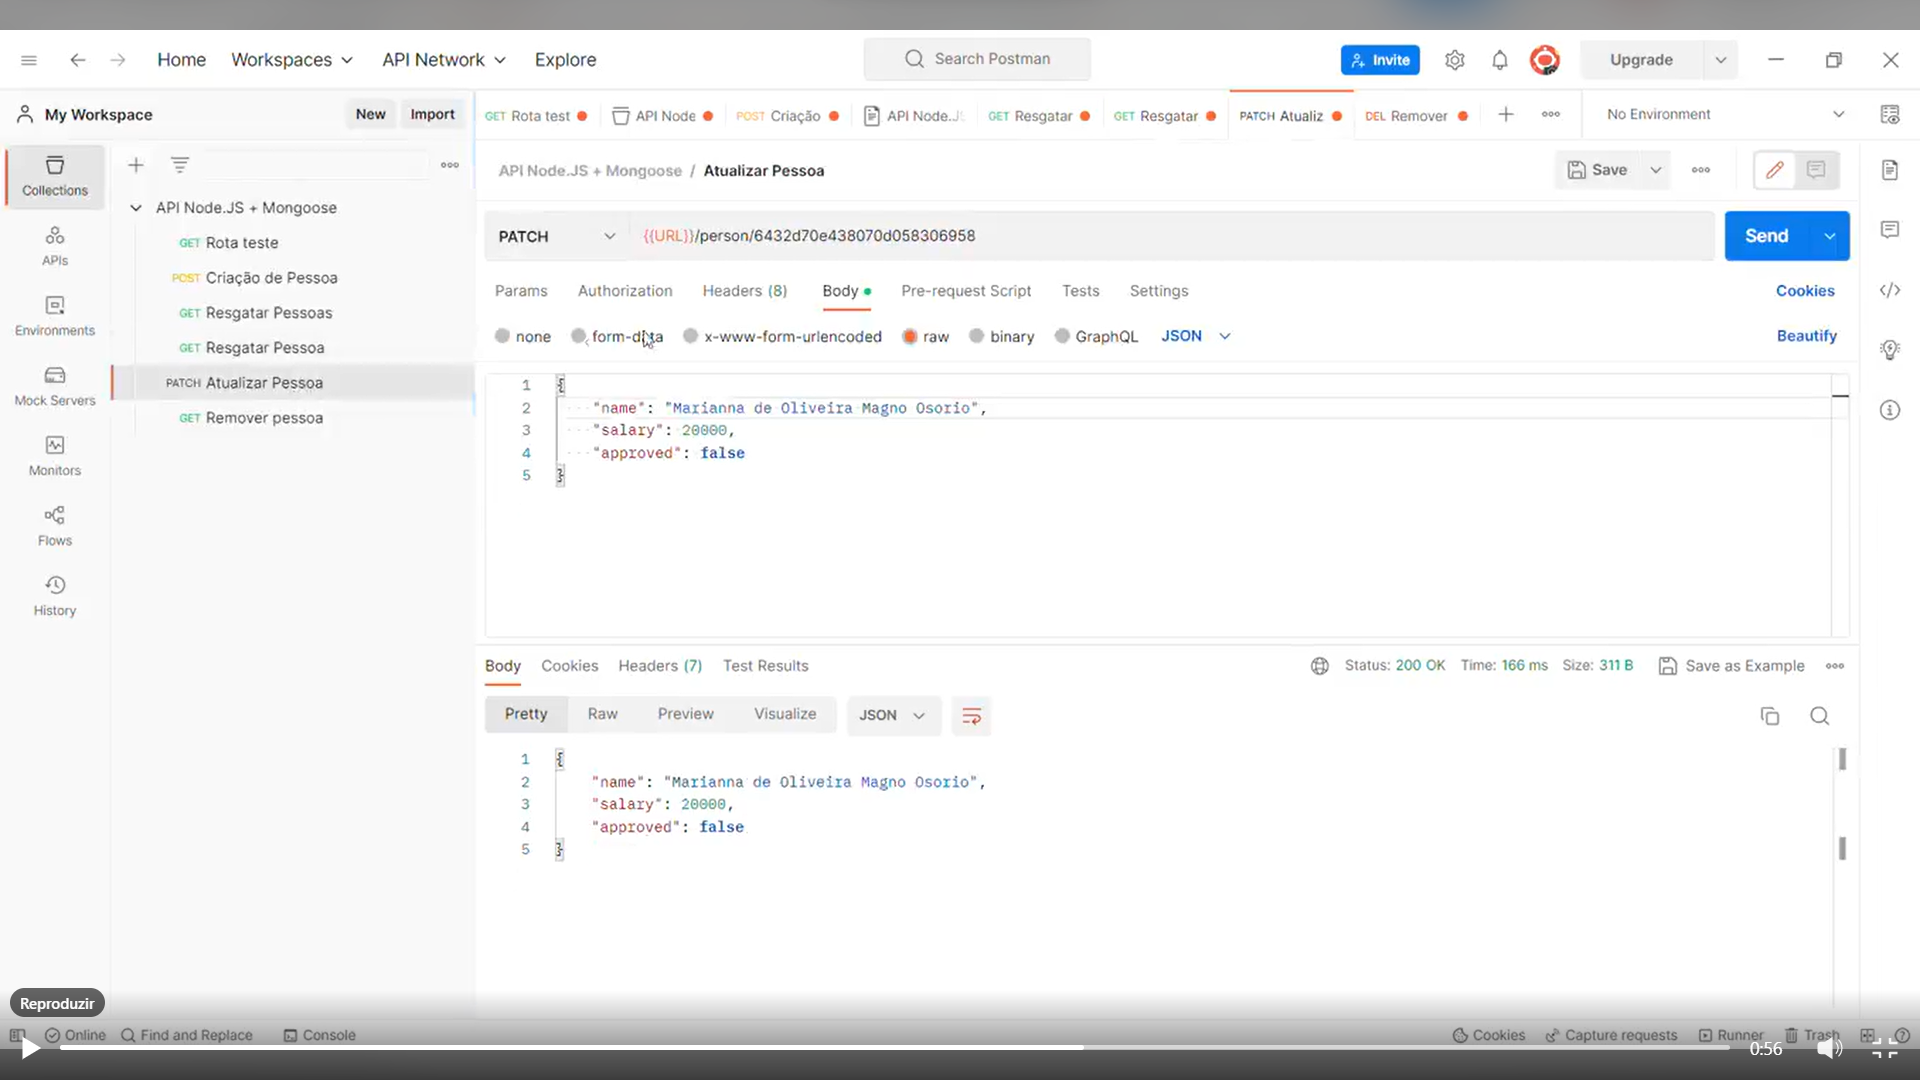 Home Workspaces API Network Explore Search Postman Invite Upgrade
My Workspace New Import
GET Rota test API Node POST Criação API Node.J GET Resgatar GET Resgatar PATCH Atualiz DEL Remover No Environment
Collections
APIs
Environments
Mock Servers
Monitors
Flows
History
API Node.JS + Mongoose
GET Rota teste
POST Criação de Pessoa
GET Resgatar Pessoas
GET Resgatar Pessoa
PATCH Atualizar Pessoa
GET Remover pessoa
API Node.JS + Mongoose / Atualizar Pessoa Save
PATCH {{URL}}/person/6432d70e438070d058306958 Send
Params Authorization Headers (8) Body Pre-request Script Tests Settings Cookies
none form-data x-www-form-urlencoded raw binary GraphQL JSON Beautify
1 {
2 "name": "Marianna de Oliveira Magno Osorio",
3 "salary": 20000,
4 "approved": false
5 }
Body Cookies Headers (7) Test Results Status: 200 OK Time: 166 ms Size: 311 B Save as Example
Pretty Raw Preview Visualize JSON
1 {
2 "name": "Marianna de Oliveira Magno Osorio",
3 "salary": 20000,
4 "approved": false
5 }
Reproduzir
Online Find and Replace Console Cookies Capture requests Runner Trash
0:56